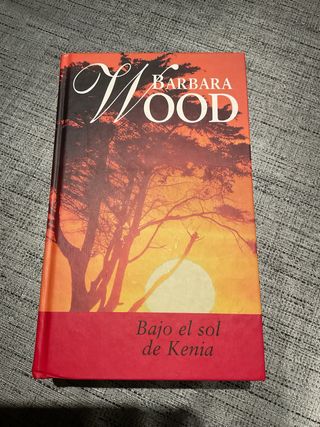 BARBARA
WOOD
Bajo el sol
de Kenia